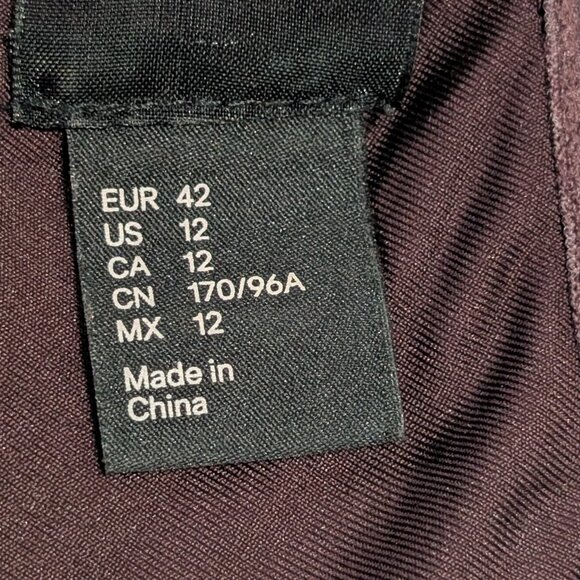 EUR 42
US 12
CA 12
CN 170/96A
MX 12
Made in
China